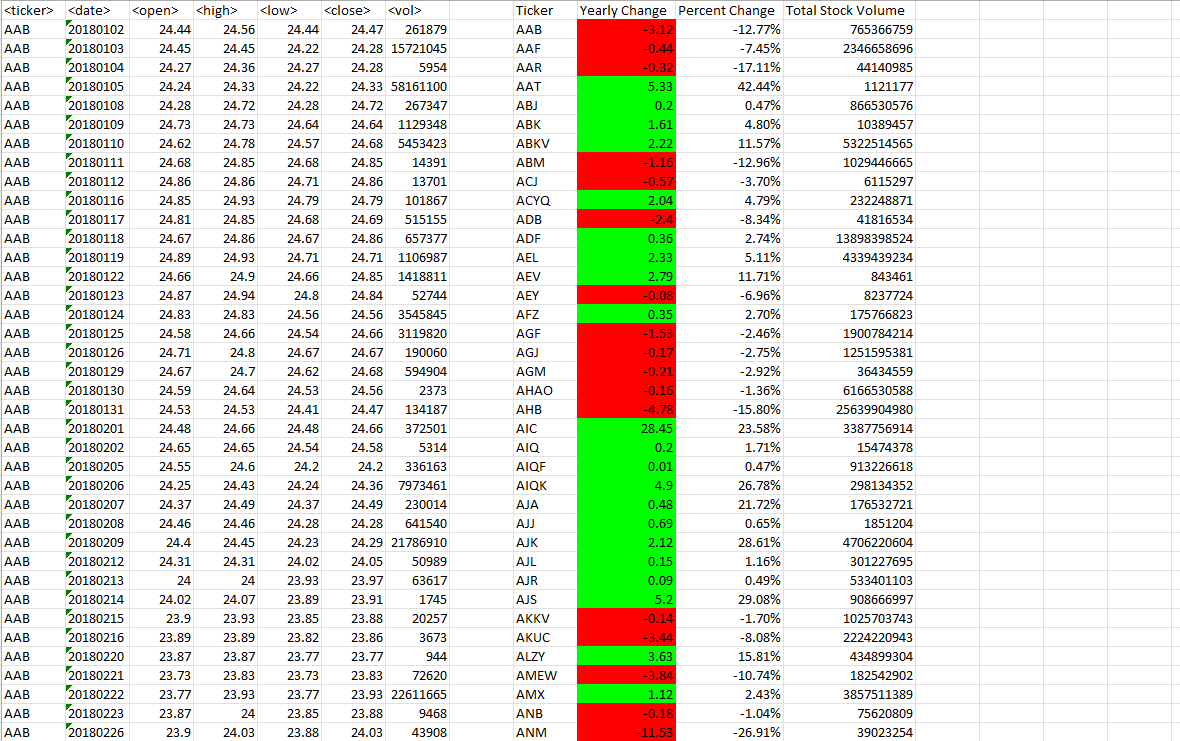 <ticker> <date> <open> <high> <low> <close> <vol> Ticker Yearly Change Percent Change Total Stock Volume
AAB 20180102 24.44 24.56 24.44 24.47 261879 AAB -3.12 -12.77% 765366759
AAB 20180103 24.45 24.45 24.22 24.28 15721045 AAF -0.44 -7.45% 2346658696
AAB 20180104 24.27 24.36 24.27 24.28 5954 AAR -0.32 -17.11% 44140985
AAB 20180105 24.24 24.33 24.22 24.33 58161100 AAT 5.33 42.44% 1121177
AAB 20180108 24.28 24.72 24.28 24.72 267347 ABJ 0.2 0.47% 866530576
AAB 20180109 24.73 24.73 24.64 24.64 1129348 ABK 1.61 4.80% 10389457
AAB 20180110 24.62 24.78 24.57 24.68 5453423 ABKV 2.22 11.57% 5322514565
AAB 20180111 24.68 24.85 24.68 24.85 14391 ABM -1.16 -12.96% 1029446665
AAB 20180112 24.86 24.86 24.71 24.86 13701 ACJ -0.57 -3.70% 6115297
AAB 20180116 24.85 24.93 24.79 24.79 101867 ACYQ 2.04 4.79% 232248871
AAB 20180117 24.81 24.85 24.68 24.69 515155 ADB -2.4 -8.34% 41816534
AAB 20180118 24.67 24.86 24.67 24.86 657377 ADF 0.36 2.74% 13898398524
AAB 20180119 24.89 24.93 24.71 24.71 1106987 AEL 2.33 5.11% 4339439234
AAB 20180122 24.66 24.9 24.66 24.85 1418811 AEV 2.79 11.71% 843461
AAB 20180123 24.87 24.94 24.8 24.84 52744 AEY -0.08 -6.96% 8237724
AAB 20180124 24.83 24.83 24.56 24.56 3545845 AFZ 0.35 2.70% 175766823
AAB 20180125 24.58 24.66 24.54 24.66 3119820 AGF -1.53 -2.46% 1900784214
AAB 20180126 24.71 24.8 24.67 24.67 190060 AGJ -0.17 -2.75% 1251595381
AAB 20180129 24.67 24.7 24.62 24.68 594904 AGM -0.21 -2.92% 36434559
AAB 20180130 24.59 24.64 24.53 24.56 2373 AHAO -0.16 -1.36% 6166530588
AAB 20180131 24.53 24.53 24.41 24.47 134187 AHB -4.78 -15.80% 25639904980
AAB 20180201 24.48 24.66 24.48 24.66 372501 AIC 28.45 23.58% 3387756914
AAB 20180202 24.65 24.65 24.54 24.58 5314 AIQ 0.2 1.71% 15474378
AAB 20180205 24.55 24.6 24.2 24.2 336163 AIQF 0.01 0.47% 913226618
AAB 20180206 24.25 24.43 24.24 24.36 7973461 AIQK 4.9 26.78% 298134352
AAB 20180207 24.37 24.49 24.37 24.49 230014 AJA 0.48 21.72% 176532721
AAB 20180208 24.46 24.46 24.28 24.28 641540 AJJ 0.69 0.65% 1851204
AAB 20180209 24.4 24.45 24.23 24.29 21786910 AJK 2.12 28.61% 4706220604
AAB 20180212 24.31 24.31 24.02 24.05 50989 AJL 0.15 1.16% 301227695
AAB 20180213 24 24 23.93 23.97 63617 AJR 0.09 0.49% 533401103
AAB 20180214 24.02 24.07 23.89 23.91 1745 AJS 5.2 29.08% 908666997
AAB 20180215 23.9 23.93 23.85 23.88 20257 AKKV -0.14 -1.70% 1025703743
AAB 20180216 23.89 23.89 23.82 23.86 3673 AKUC -3.44 -8.08% 2224220943
AAB 20180220 23.87 23.87 23.77 23.77 944 ALZY 3.63 15.81% 434899304
AAB 20180221 23.73 23.83 23.73 23.83 72620 AMEW -3.84 -10.74% 182542902
AAB 20180222 23.77 23.93 23.77 23.93 22611665 AMX 1.12 2.43% 3857511389
AAB 20180223 23.87 24 23.85 23.88 9468 ANB -0.18 -1.04% 75620809
AAB 20180226 23.9 24.03 23.88 24.03 43908 ANM -11.53 -26.91% 39023254